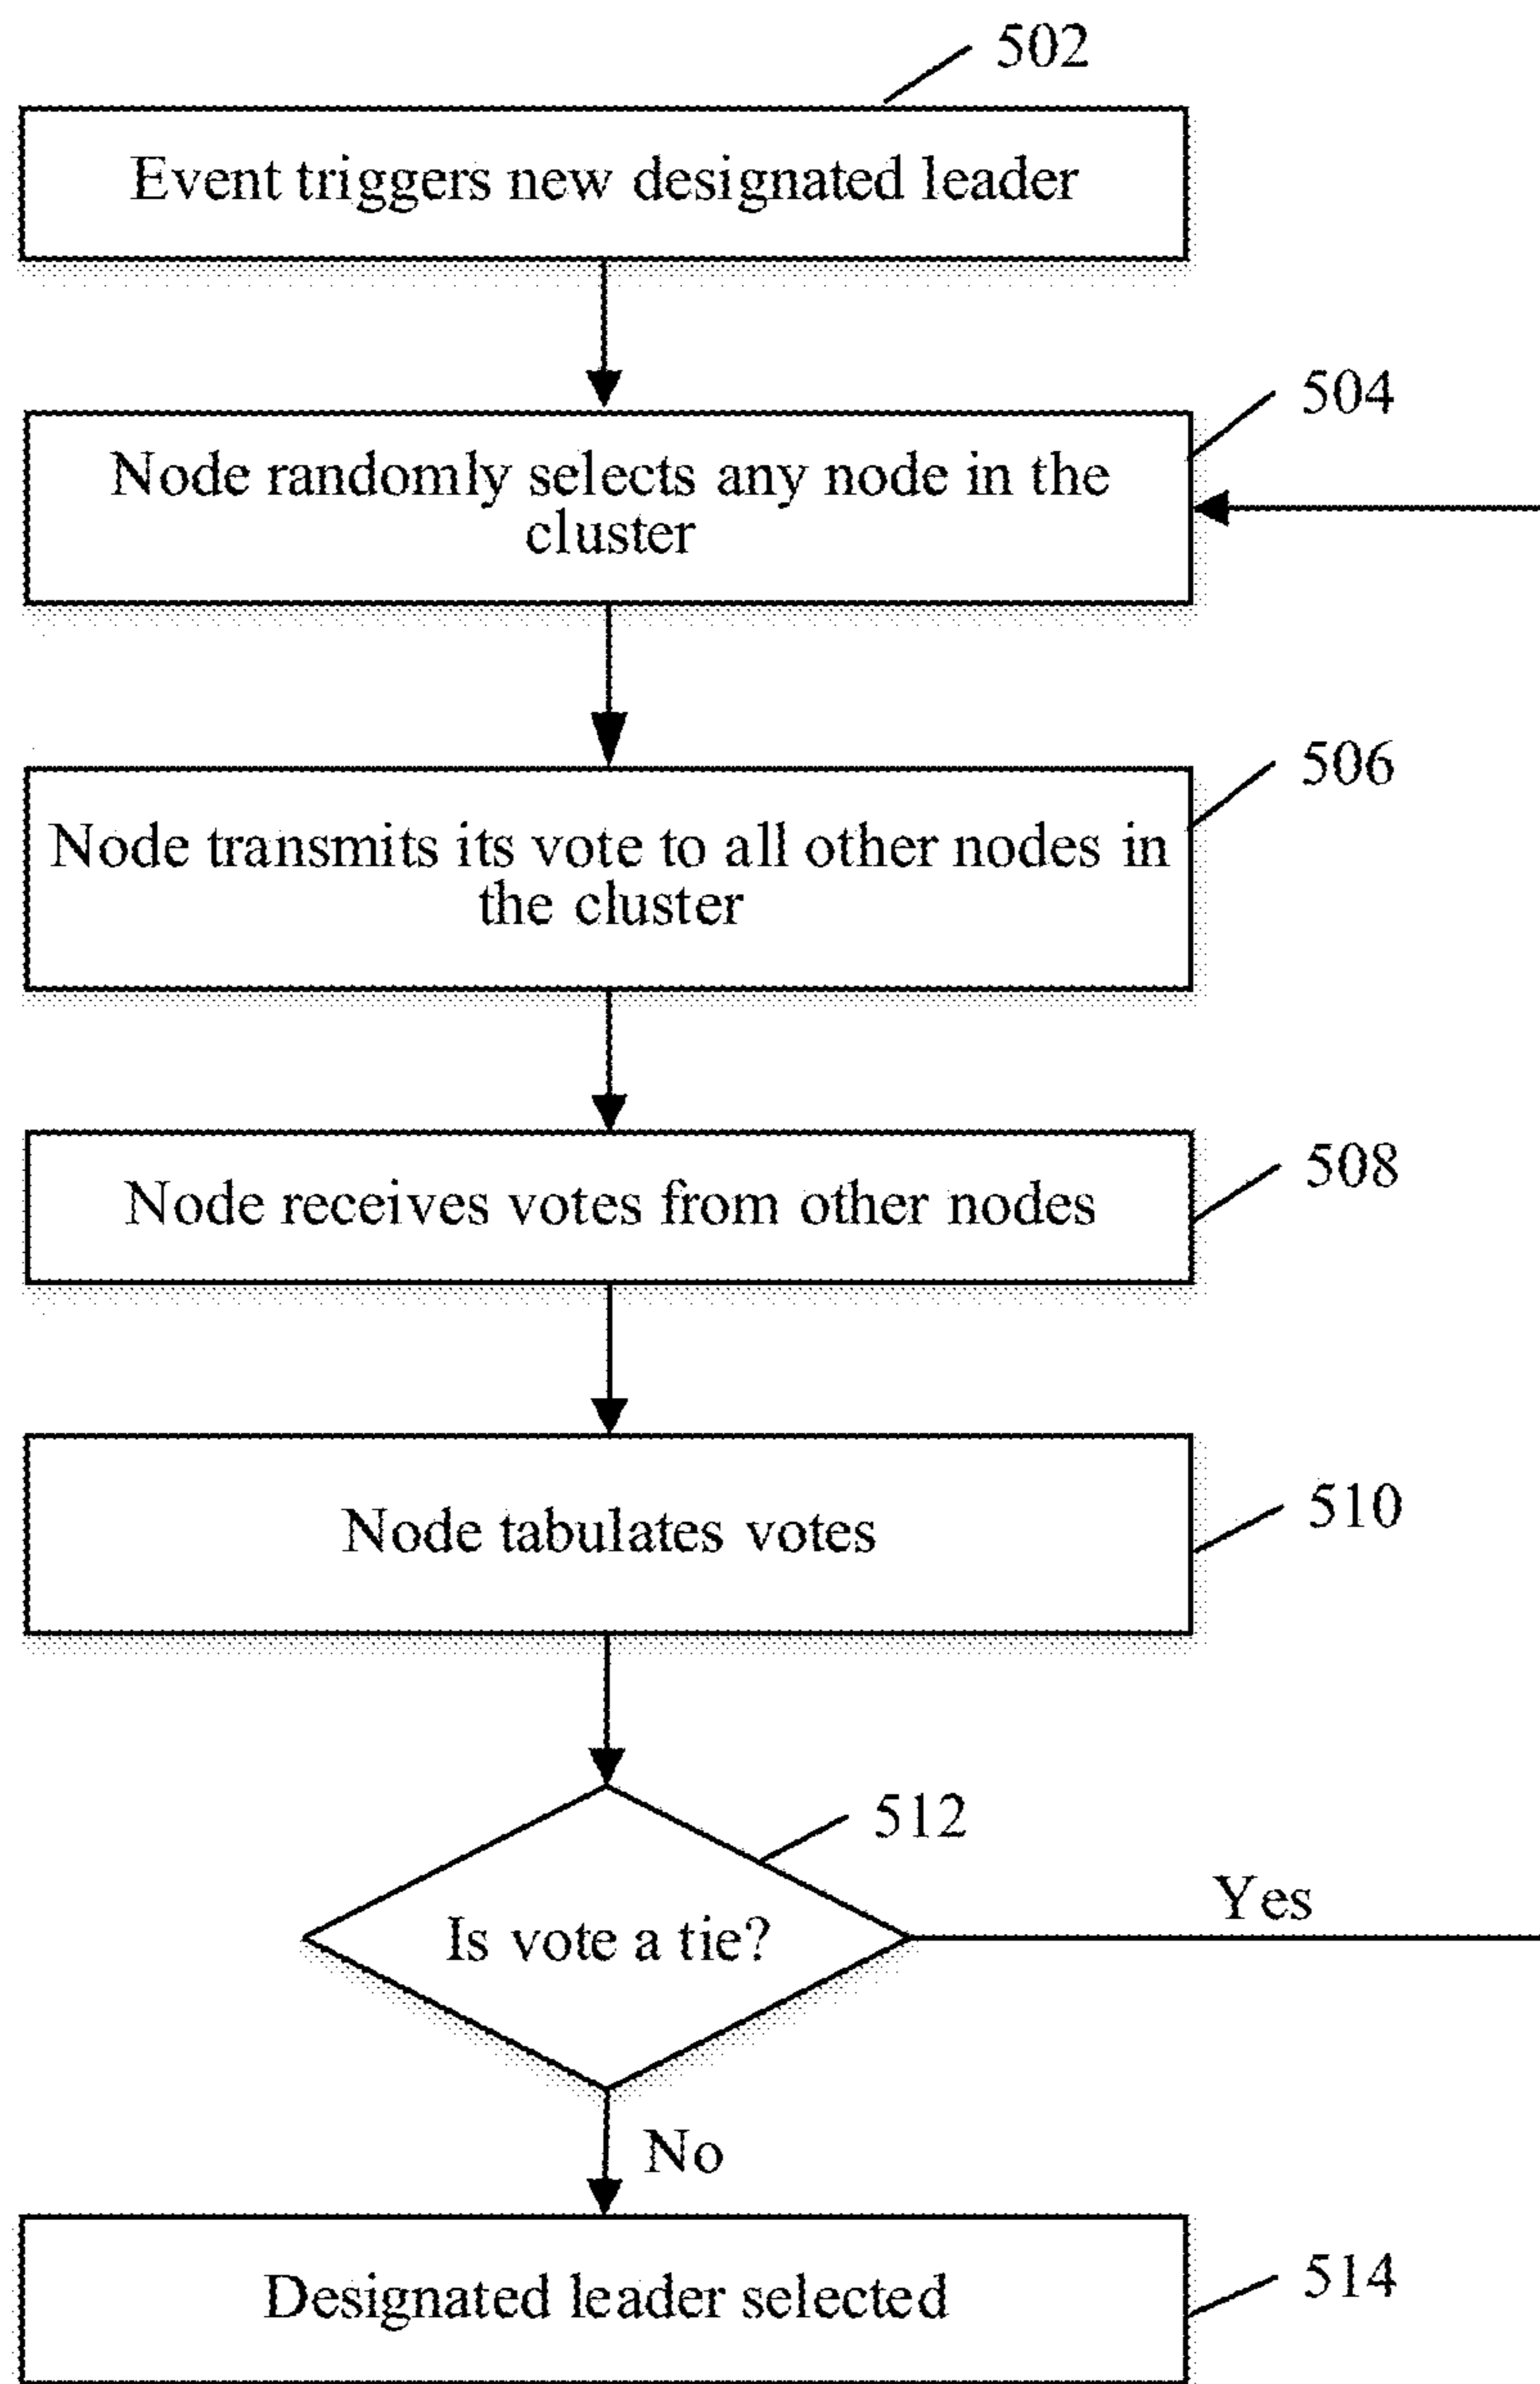 502
Event triggers new designated leader
504
Node randomly selects any node in the
cluster
506
Node transmits its vote to all other nodes in
the cluster
508
Node receives votes from other nodes
510
Node tabulates votes
512
Is vote a tie?
Yes
No
514
Designated leader selected